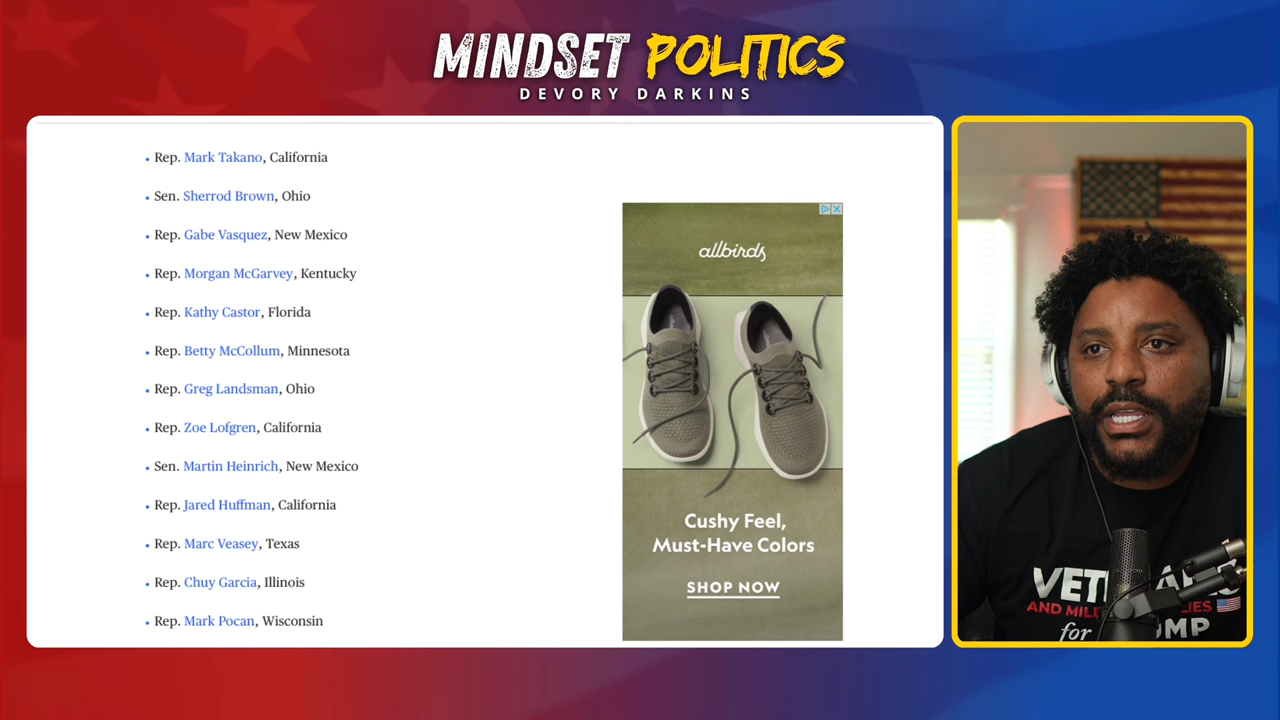 MINDSET POLITICS
DEVORY DARKINS
• Rep. Mark Takano, California
• Sen. Sherrod Brown, Ohio
• Rep. Gabe Vasquez, New Mexico
• Rep. Morgan McGarvey, Kentucky
• Rep. Kathy Castor, Florida
• Rep. Betty McCollum, Minnesota
• Rep. Greg Landsman, Ohio
• Rep. Zoe Lofgren, California
• Sen. Martin Heinrich, New Mexico
• Rep. Jared Huffman, California
• Rep. Marc Veasey, Texas
• Rep. Chuy Garcia, Illinois
• Rep. Mark Pocan, Wisconsin
allbirds
Cushy Feel,
Must-Have Colors
SHOP NOW
AND
for